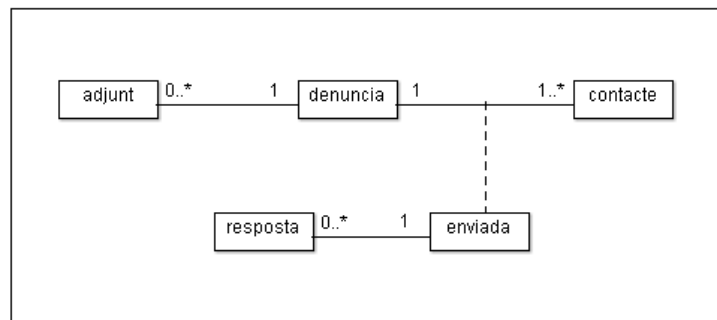 adjunt 0..* 1 denuncia 1 1..* contacte
resposta 0..* 1 enviada